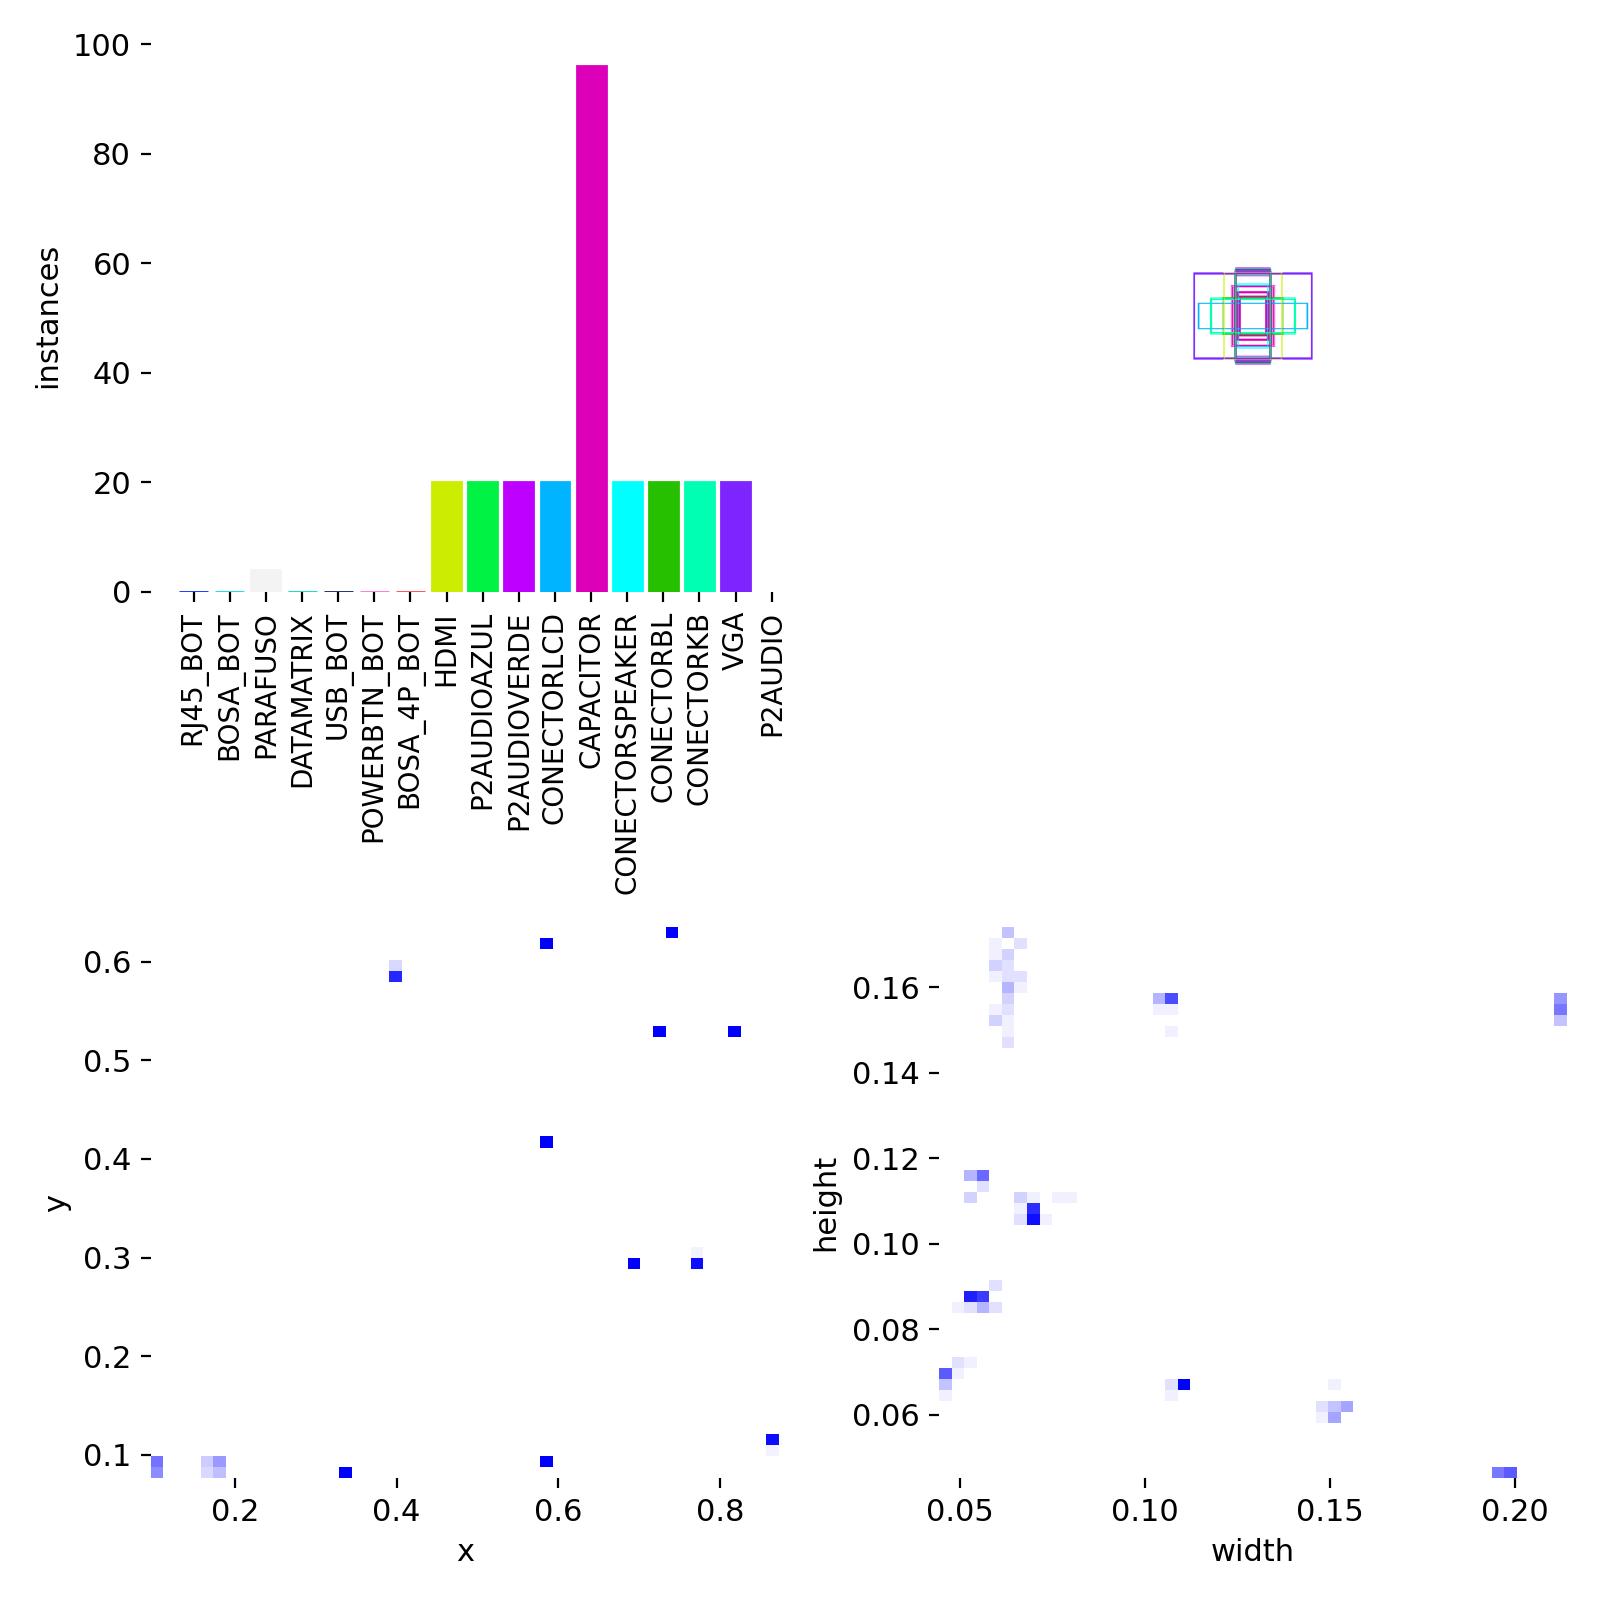 100
80
60
40
20
0
instances
RJ45_BOT
BOSA_BOT
PARAFUSO
DATAMATRIX
USB_BOT
POWERBTN_BOT
BOSA_4P_BOT
HDMI
P2AUDIOAZUL
P2AUDIOVERDE
CONECTORLCD
CAPACITOR
CONECTORSPEAKER
CONECTORBL
CONECTORKB
VGA
P2AUDIO
0.6
0.5
0.4
0.3
0.2
0.1
y
0.2 0.4 0.6 0.8
x
0.16
0.14
0.12
0.10
0.08
0.06
height
0.05 0.10 0.15 0.20
width